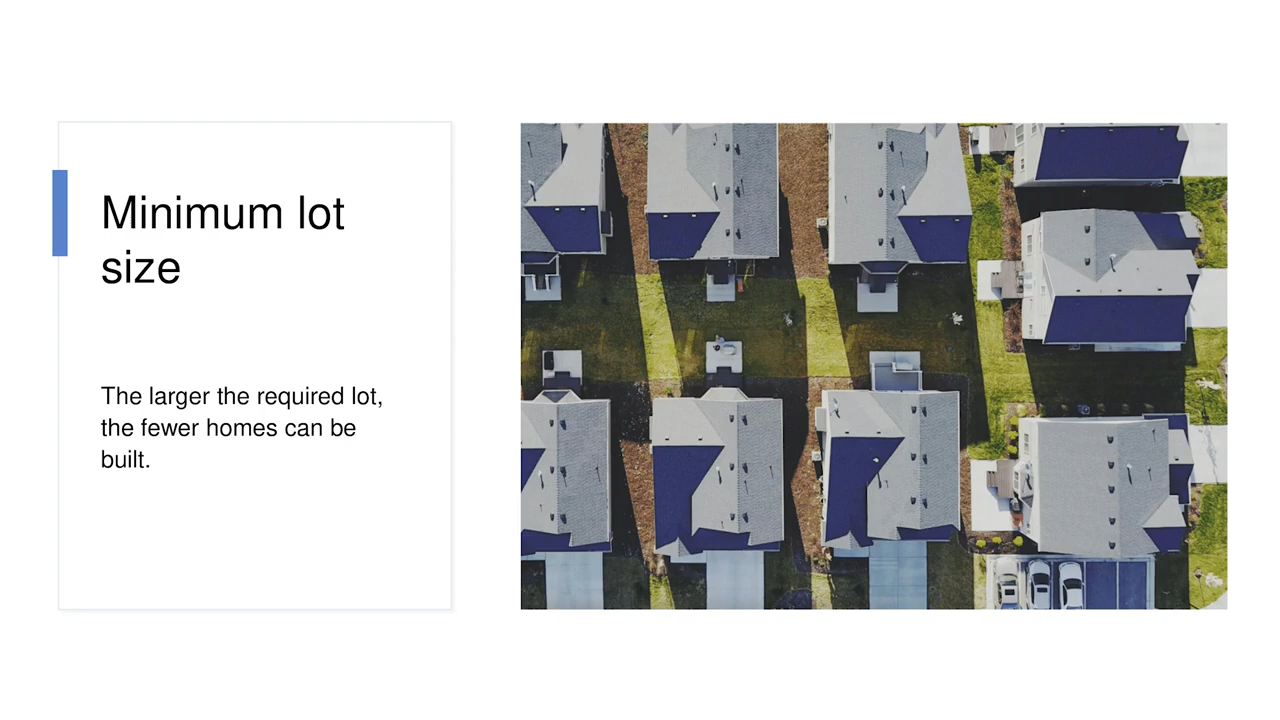 Minimum lot
size
The larger the required lot,
the fewer homes can be
built.